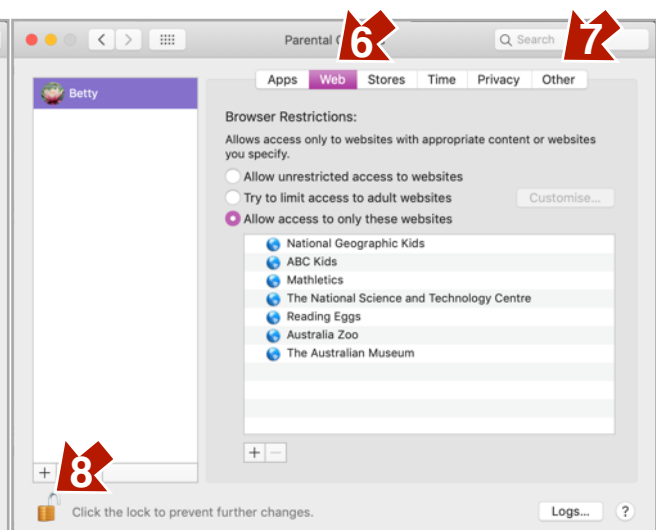 6
7
Parental
Search
Betty
Apps Web Stores Time Privacy Other
Browser Restrictions:
Allows access only to websites with appropriate content or websites
you specify.
Allow unrestricted access to websites
Try to limit access to adult websites
Customise...
Allow access to only these websites
National Geographic Kids
ABC Kids
Mathletics
The National Science and Technology Centre
Reading Eggs
Australia Zoo
The Australian Museum
+ −
+
8
Click the lock to prevent further changes.
Logs...
?